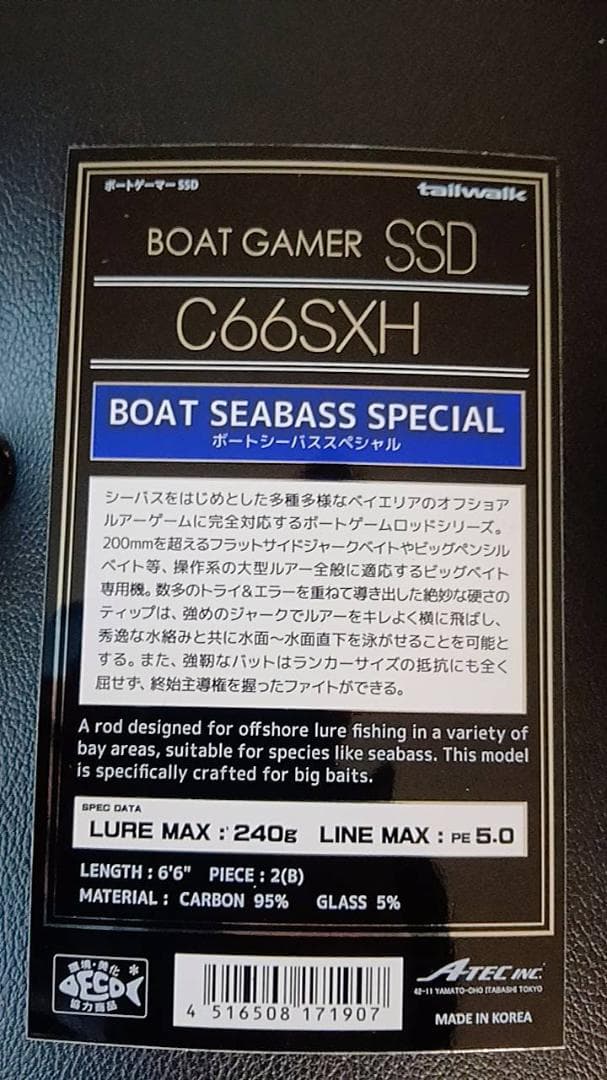 ボートゲーマー SSD
tailwalk
BOAT GAMER SSD
C66SXH
BOAT SEABASS SPECIAL
ボートシーバススペシャル
シーバスをはじめとした多種多様なベイエリアのオフショア
ルアーゲームに完全対応するボートゲームロッドシリーズ。
200mmを超えるフラットサイドジャークベイトやビッグペンシル
ベイト等、操作系の大型ルアー全般に適応するビッグベイト
専用機。数多のトライ&エラーを重ねて導き出した絶妙な硬さの
ティップは、強めのジャークでルアーをキレよく横に飛ばし、
秀逸な水絡みと共に水面〜水面直下を泳がせることを可能と
する。また、強靭なバットはランカーサイズの抵抗にも全く
屈せず、終始主導権を握ったファイトができる。
A rod designed for offshore lure fishing in a variety of
bay areas, suitable for species like seabass. This model
is specifically crafted for big baits.
SPEC DATA
LURE MAX : 240g LINE MAX : PE 5.0
LENGTH : 6'6" PIECE : 2(B)
MATERIAL : CARBON 95% GLASS 5%
環境・美化
ECO
協力商品
4 516508 171907
A-TEC INC.
42-11 YAMATO-CHO ITABASHI TOKYO
MADE IN KOREA